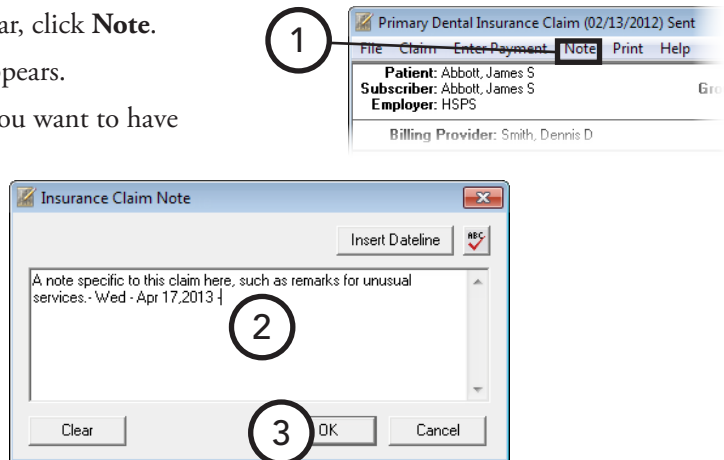 ar, click Note.
pears.
ou want to have
1
Primary Dental Insurance Claim (02/13/2012) Sent
File Claim Enter Payment Note Print Help
Patient: Abbott, James S
Subscriber: Abbott, James S
Gro
Employer: HSPS
Billing Provider: Smith, Dennis D
Insurance Claim Note
Insert Dateline
ABC
A note specific to this claim here, such as remarks for unusual
services.- Wed - Apr 17,2013 -
2
Clear
3
OK
Cancel